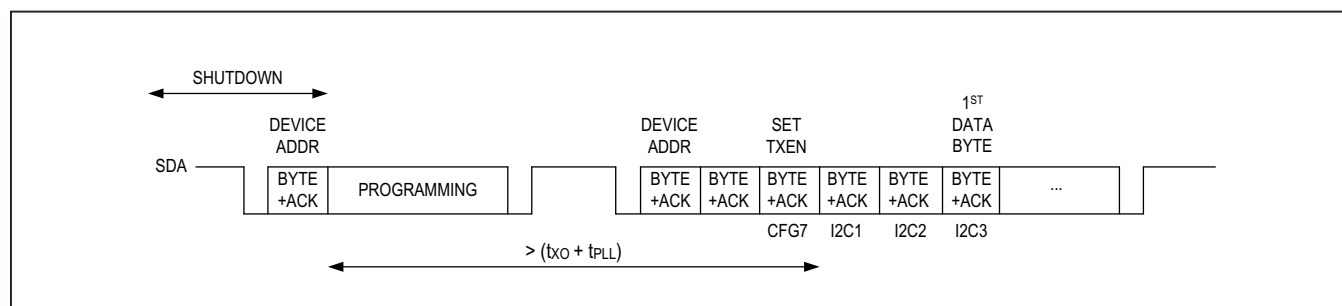 SHUTDOWN
DEVICE
ADDR
DEVICE
ADDR
SET
TXEN
1ST
DATA
BYTE
SDA
BYTE
+ACK
PROGRAMMING
BYTE
+ACK
BYTE
+ACK
BYTE
+ACK
BYTE
+ACK
BYTE
+ACK
BYTE
+ACK
...
CFG7
I2C1
I2C2
I2C3
> (tXO + tPLL)